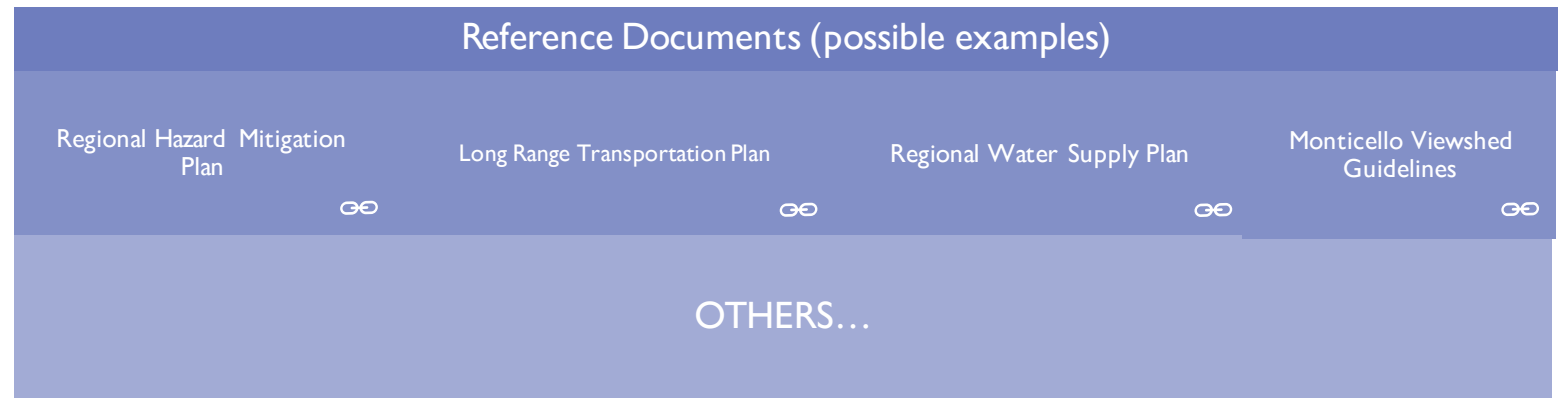 Reference Documents (possible examples)
Regional Hazard Mitigation
Plan
Long Range Transportation Plan
Regional Water Supply Plan
Monticello Viewshed
Guidelines
OTHERS…